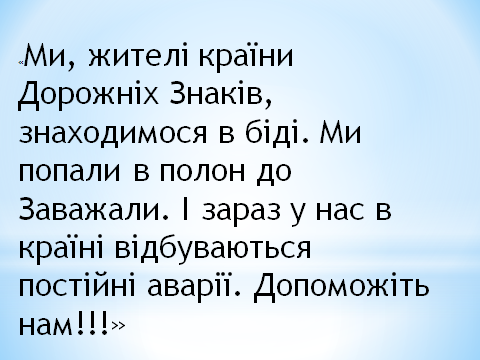 «Ми, жителі країни
Дорожніх Знаків,
знаходимося в біді. Ми
попали в полон до
Заважали. І зараз у нас в
країні відбуваються
постійні аварії. Допоможіть
нам!!!»